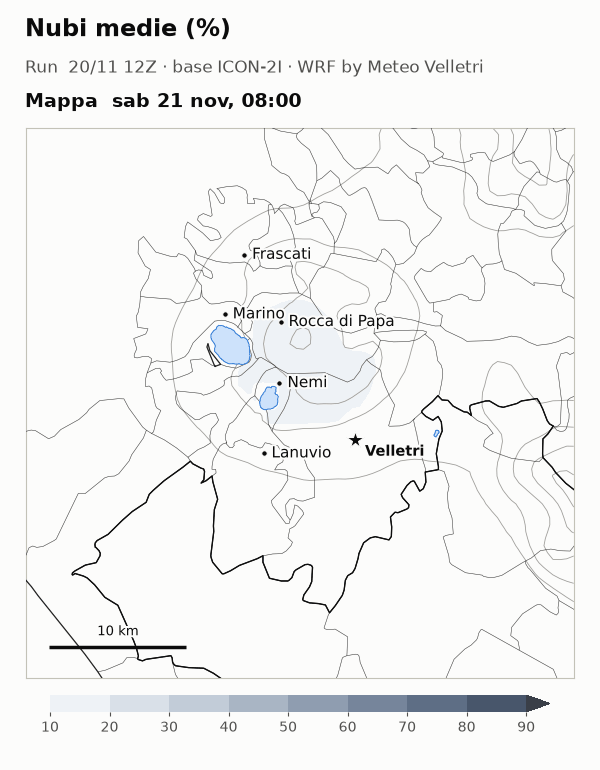 Nubi medie (%)
Run  20/11 12Z · base ICON-2I · WRF by Meteo Velletri
Mappa  sab 21 nov, 08:00
Frascati
Marino
Rocca di Papa
Nemi
Velletri
Lanuvio
10 km
10 20 30 40 50 60 70 80 90